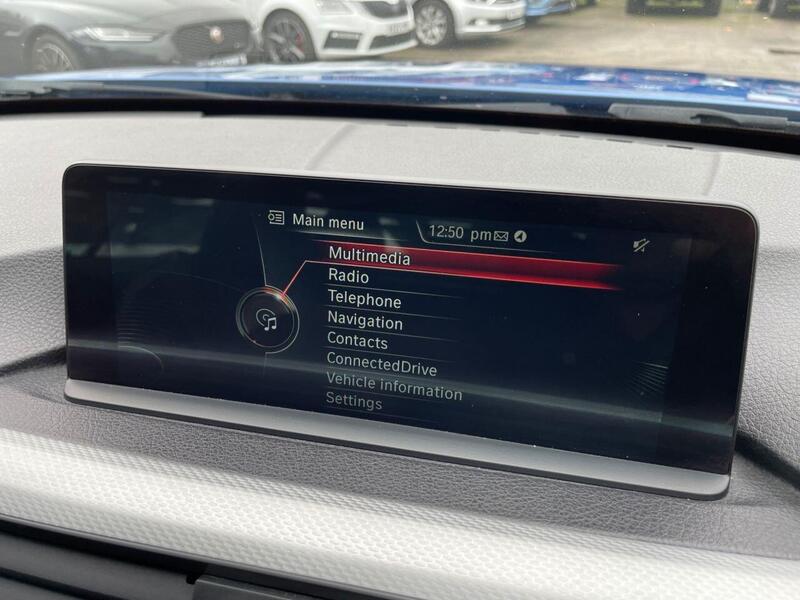 Main menu
12:50 pm
Multimedia
Radio
Telephone
Navigation
Contacts
ConnectedDrive
Vehicle information
Settings